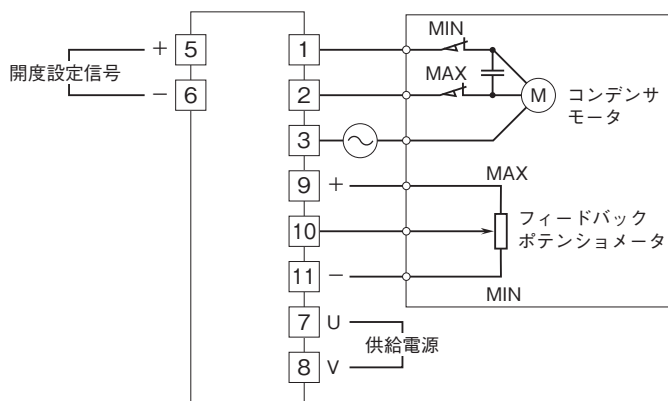 開度設定信号
+ 5
− 6
1
2
3
9 +
10
11 −
7 U
8 V
供給電源
MIN
MAX
M
コンデンサ
モータ
MAX
フィードバック
ポテンショメータ
MIN